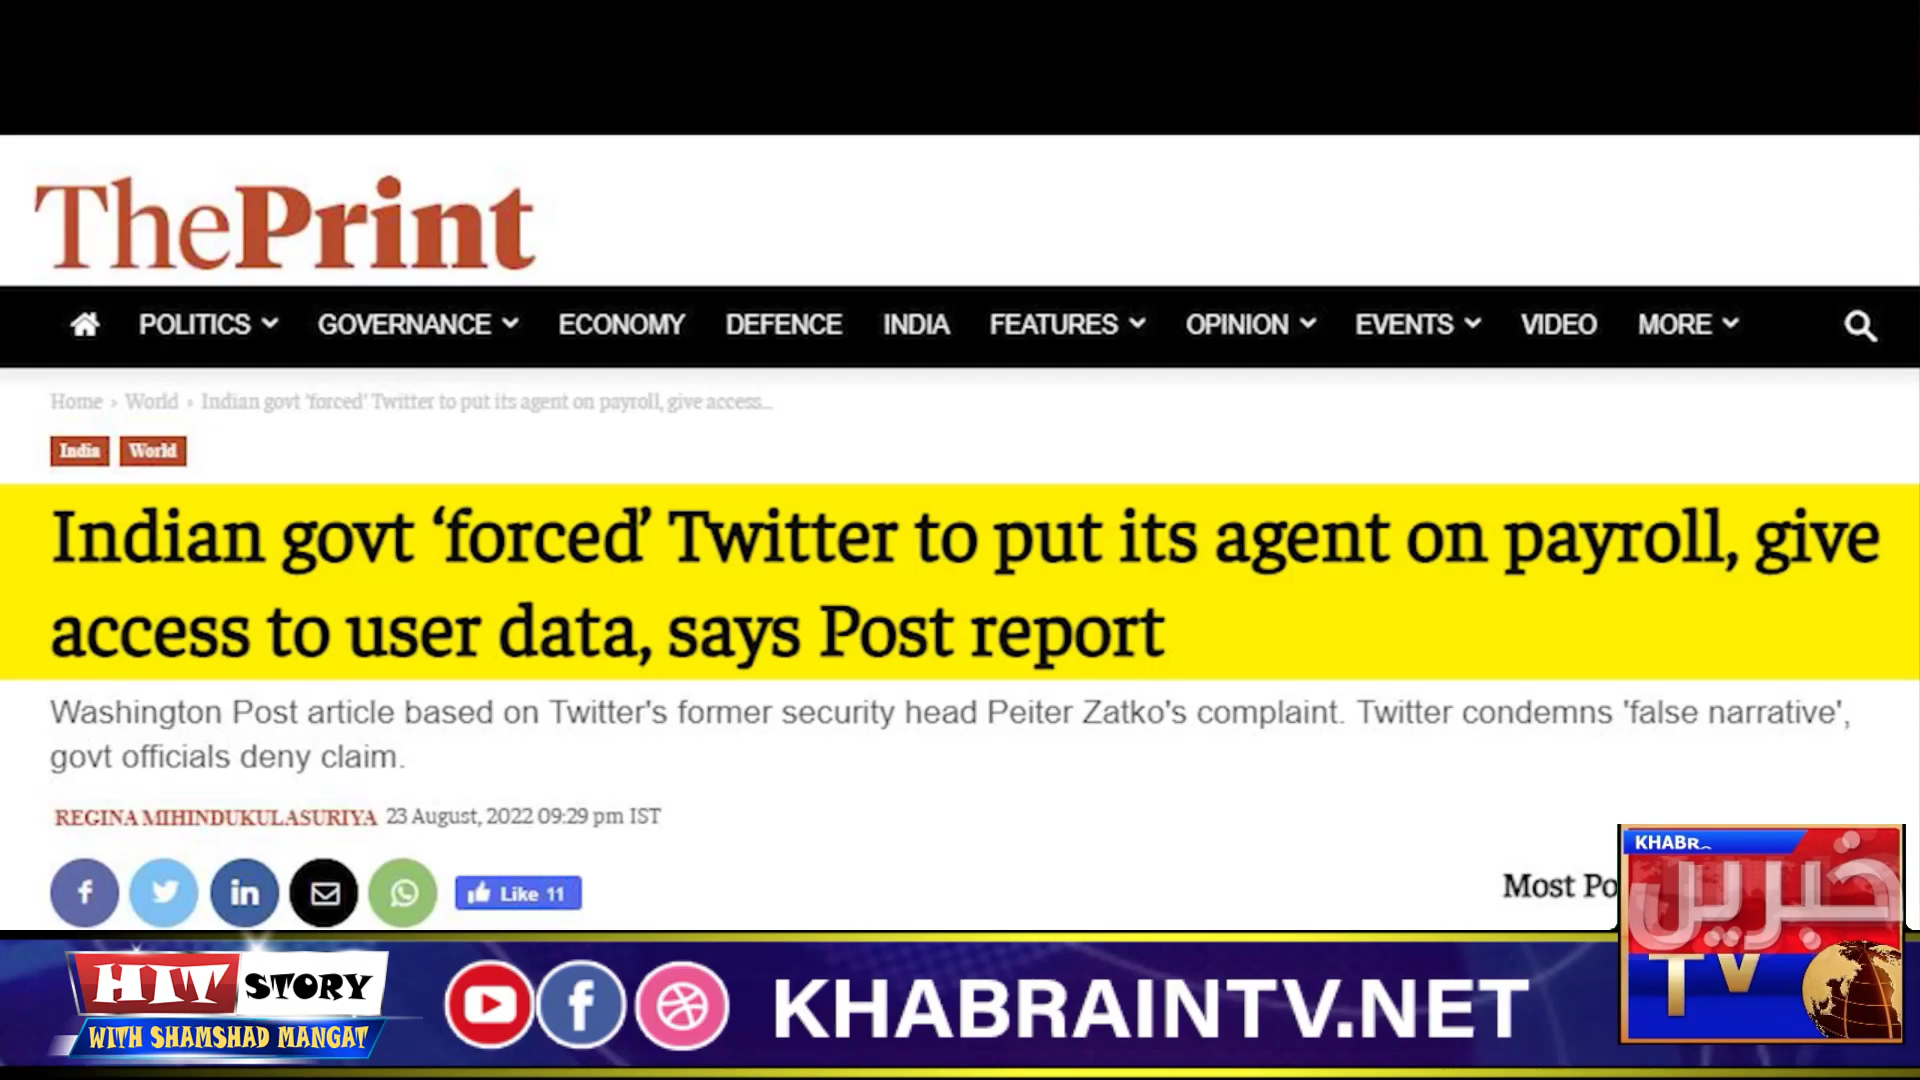 ThePrint
POLITICS GOVERNANCE ECONOMY DEFENCE INDIA FEATURES OPINION EVENTS VIDEO MORE
Home › World › Indian govt ‘forced’ Twitter to put its agent on payroll, give access...
India World
Indian govt ‘forced’ Twitter to put its agent on payroll, give
access to user data, says Post report
Washington Post article based on Twitter's former security head Peiter Zatko's complaint. Twitter condemns 'false narrative',
govt officials deny claim.
REGINA MIHINDUKULASURIYA 23 August, 2022 09:29 pm IST
Like 11
Most Po
KHABR
خبریں
TV
HIT STORY
WITH SHAMSHAD MANGAT
KHABRAINTV.NET